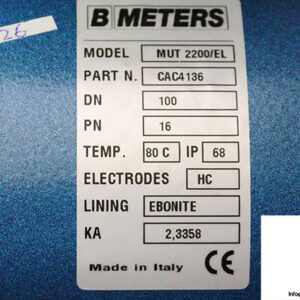 26
B METERS
MODEL MUT 2200/EL
PART N. CAC4136
DN 100
PN 16
TEMP. 80 C IP 68
ELECTRODES HC
LINING EBONITE
KA 2,3358
Made in Italy CE